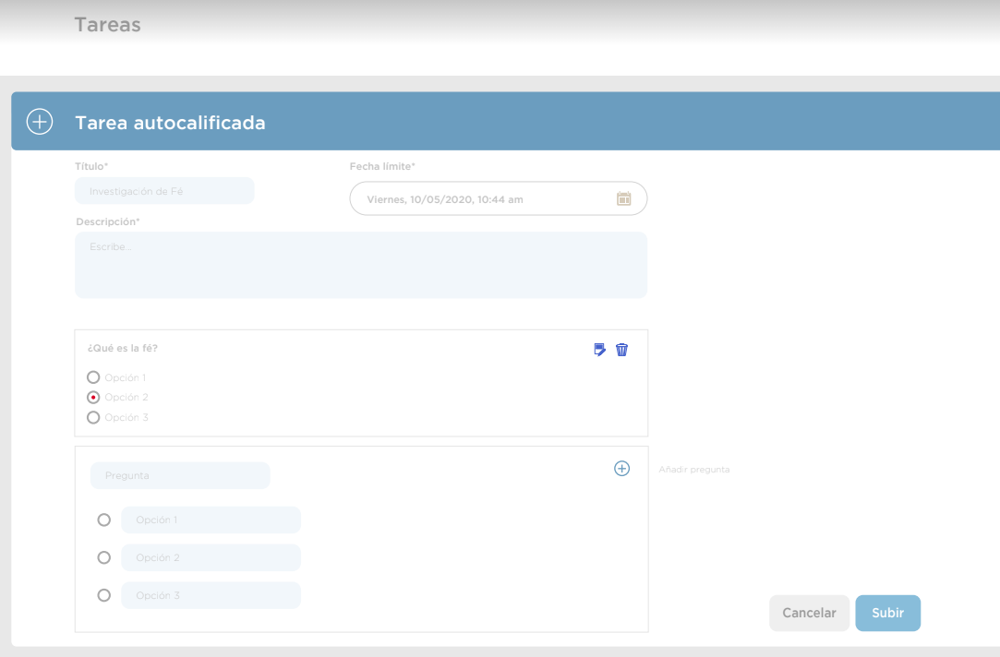 Tareas
Tarea autocalificada
Título*
Fecha límite*
Investigación de Fé
Viernes, 10/05/2020, 10:44 am
Descripción*
Escribe...
¿Qué es la fé?
Opción 1
Opción 2
Opción 3
Pregunta
Añadir pregunta
Opción 1
Opción 2
Opción 3
Cancelar
Subir